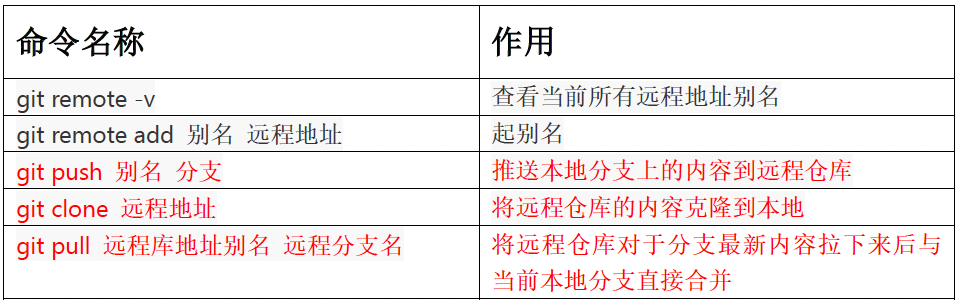 命令名称 作用
git remote -v 查看当前所有远程地址别名
git remote add 别名 远程地址 起别名
git push 别名 分支 推送本地分支上的内容到远程仓库
git clone 远程地址 将远程仓库的内容克隆到本地
git pull 远程库地址别名 远程分支名 将远程仓库对于分支最新内容拉下来后与
当前本地分支直接合并